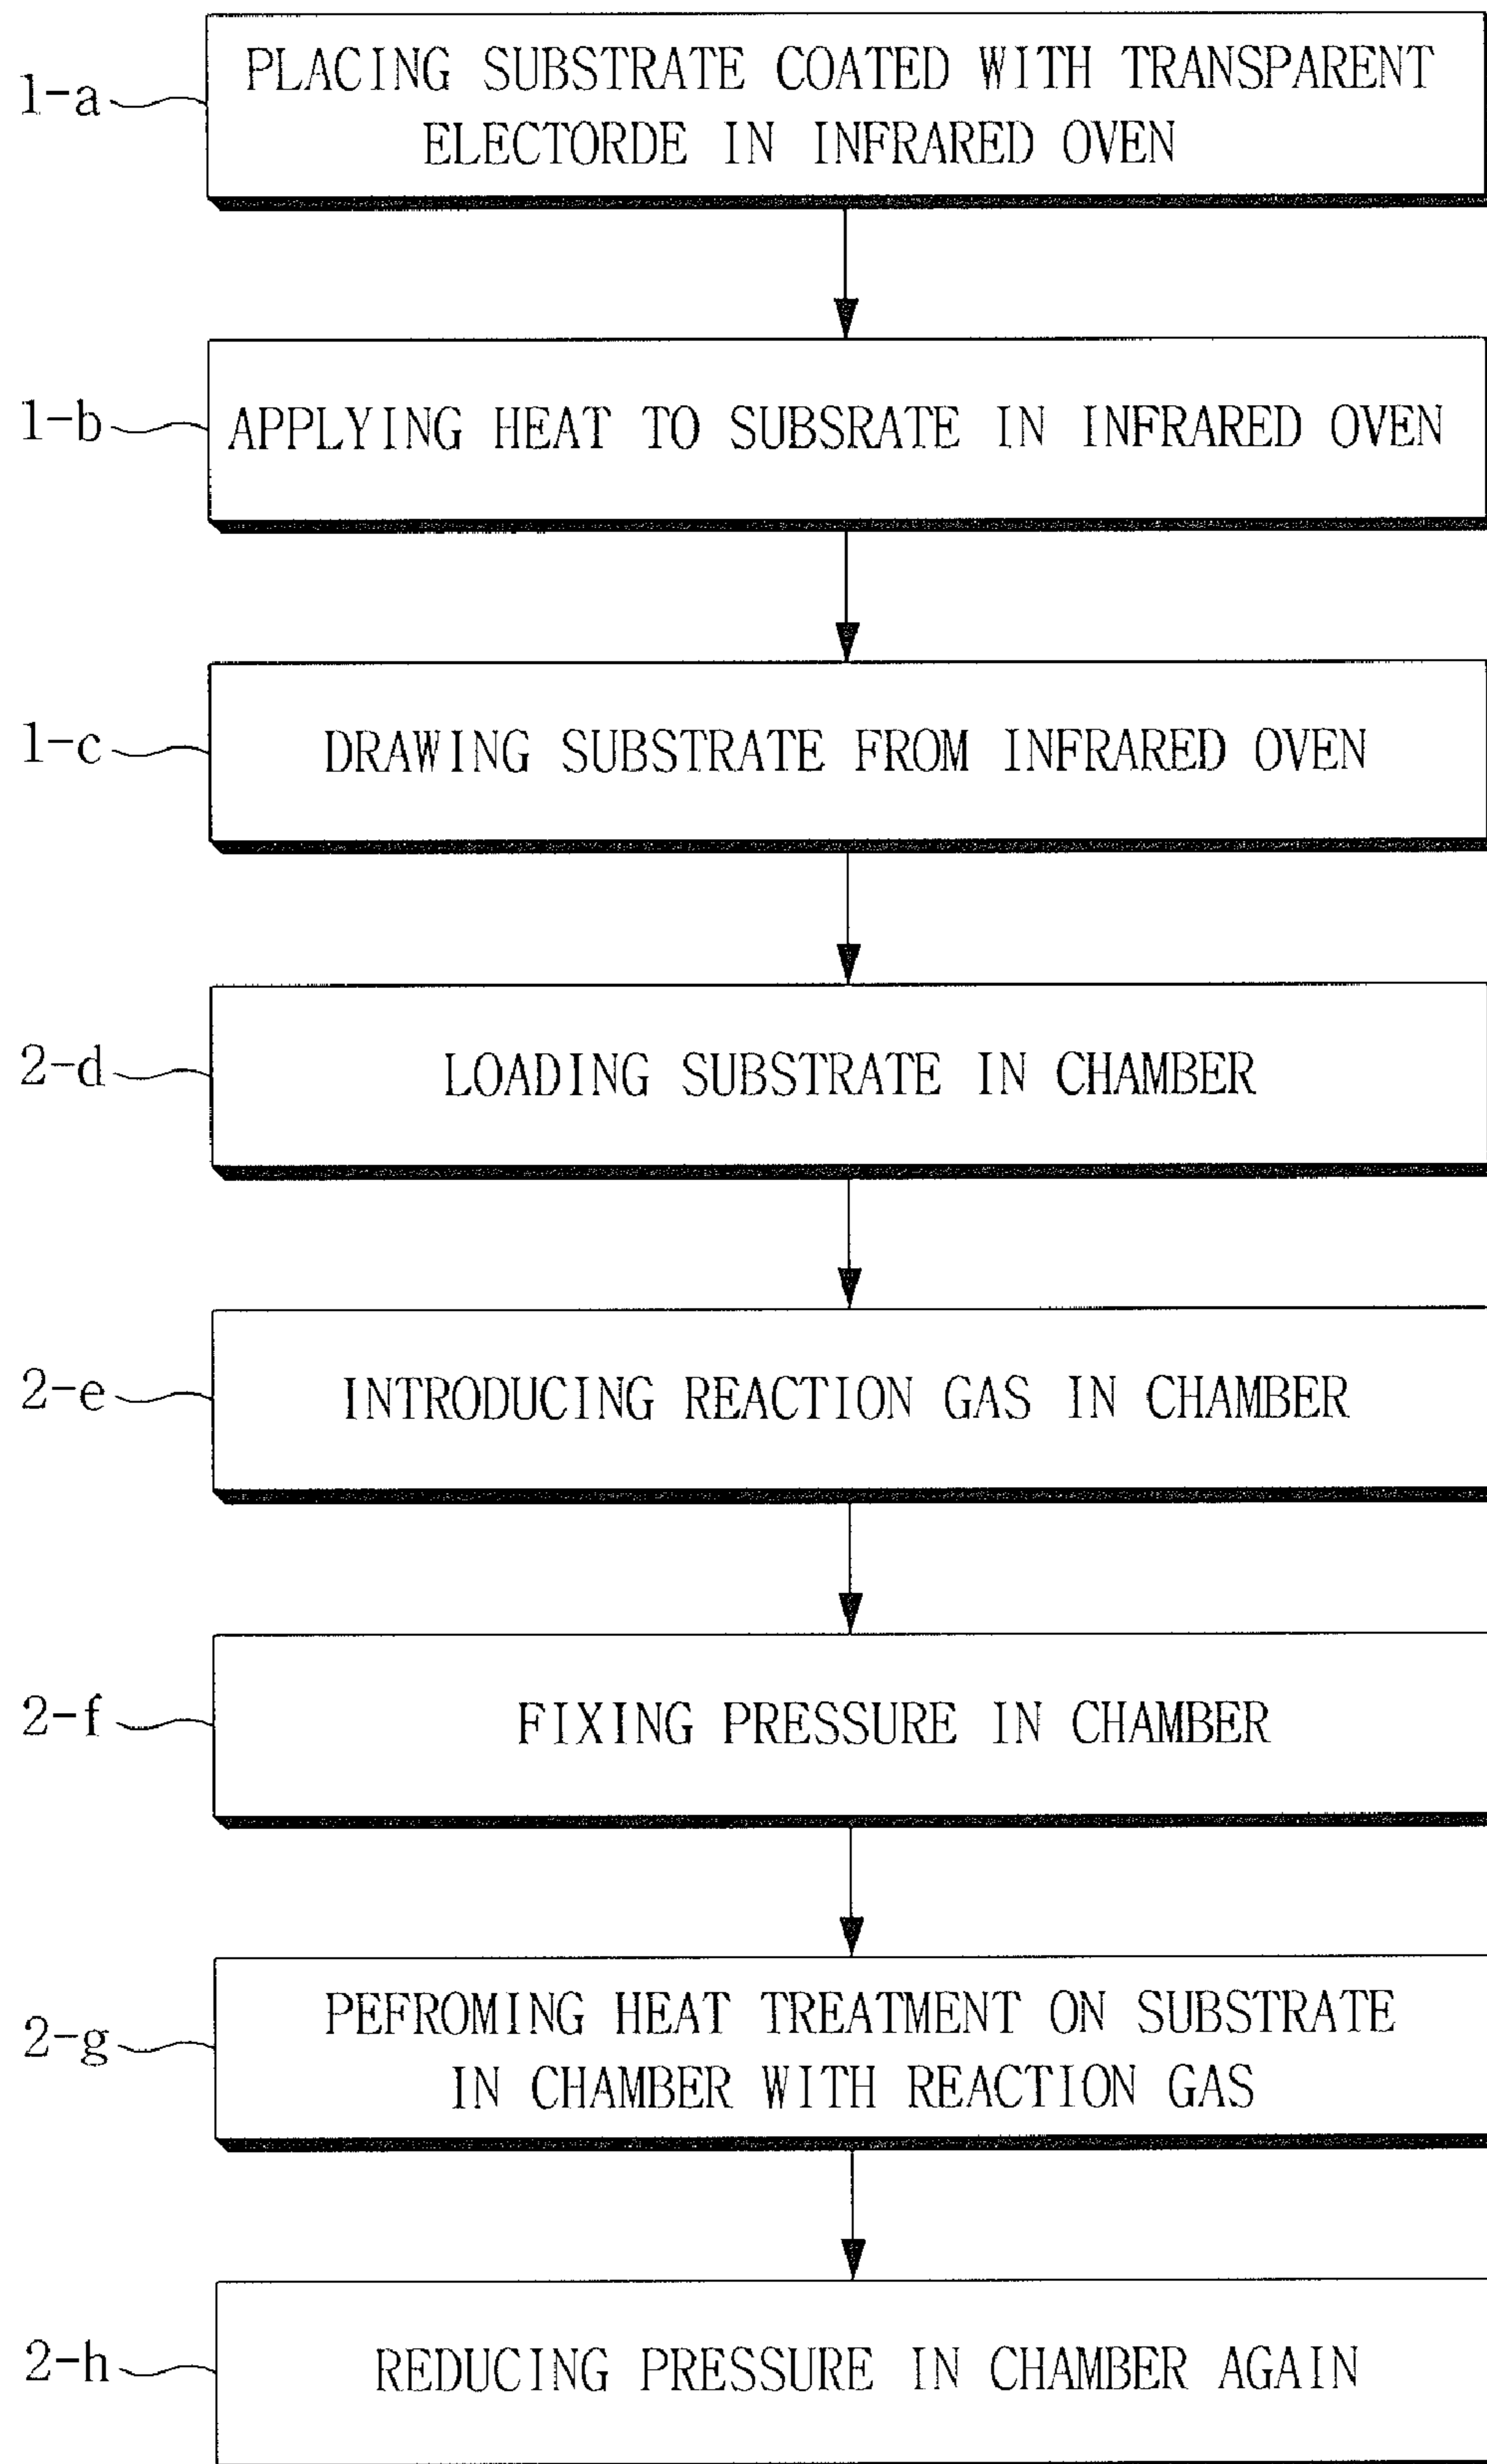 1-a
PLACING SUBSTRATE COATED WITH TRANSPARENT
ELECTORDE IN INFRARED OVEN
1-b
APPLYING HEAT TO SUBSRATE IN INFRARED OVEN
1-c
DRAWING SUBSTRATE FROM INFRARED OVEN
2-d
LOADING SUBSTRATE IN CHAMBER
2-e
INTRODUCING REACTION GAS IN CHAMBER
2-f
FIXING PRESSURE IN CHAMBER
2-g
PEFROMING HEAT TREATMENT ON SUBSTRATE
IN CHAMBER WITH REACTION GAS
2-h
REDUCING PRESSURE IN CHAMBER AGAIN